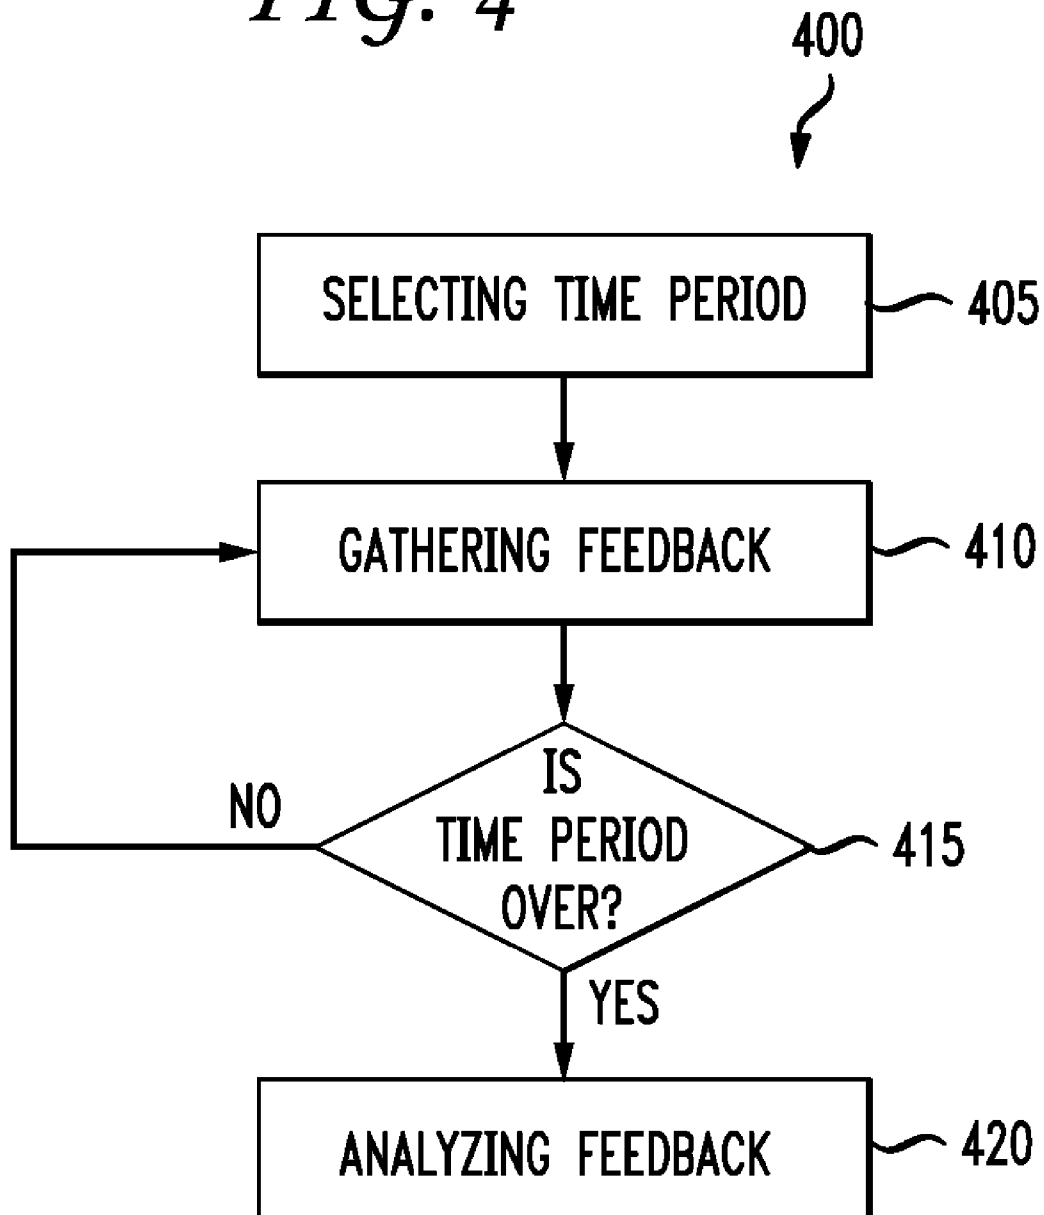 FIG. 4
400
SELECTING TIME PERIOD
405
GATHERING FEEDBACK
410
NO
IS
TIME PERIOD
OVER?
415
YES
ANALYZING FEEDBACK
420